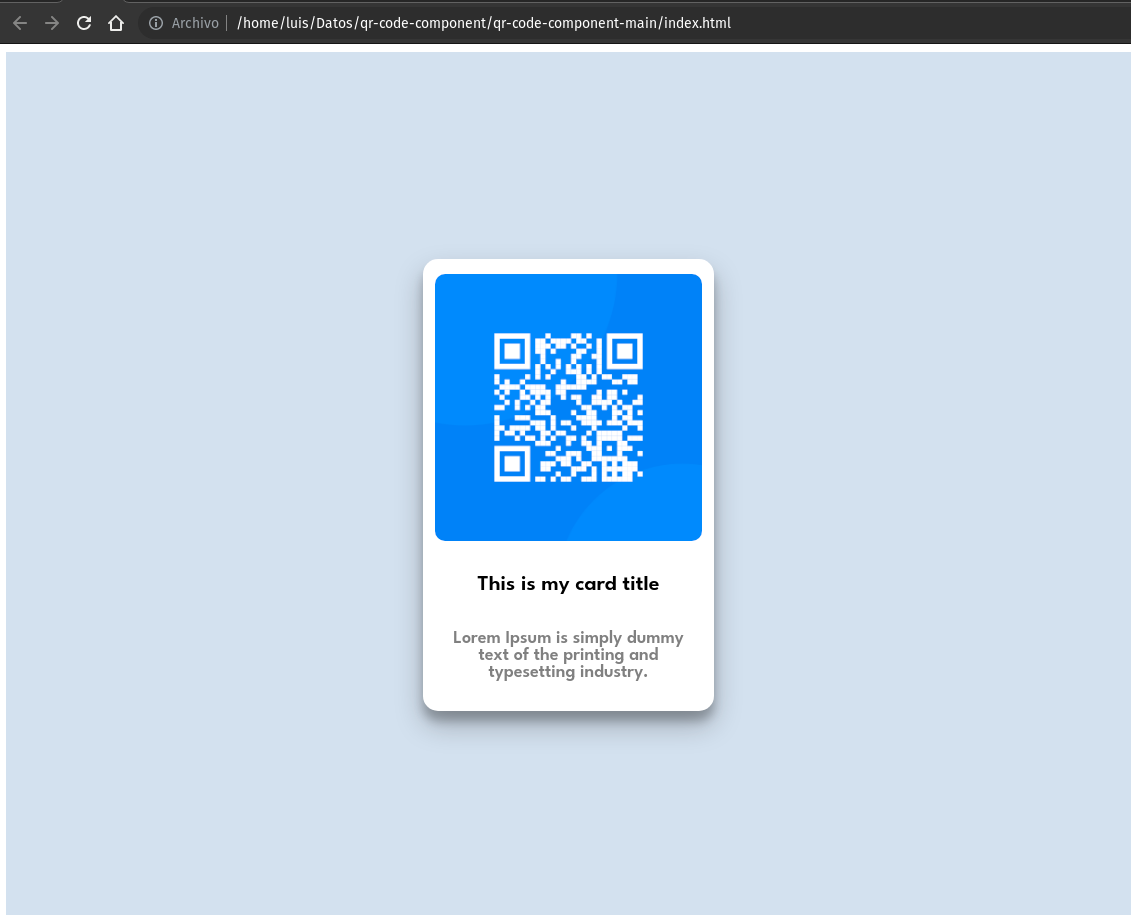 Archivo
/home/luis/Datos/qr-code-component/qr-code-component-main/index.html
This is my card title
Lorem Ipsum is simply dummy
text of the printing and
typesetting industry.